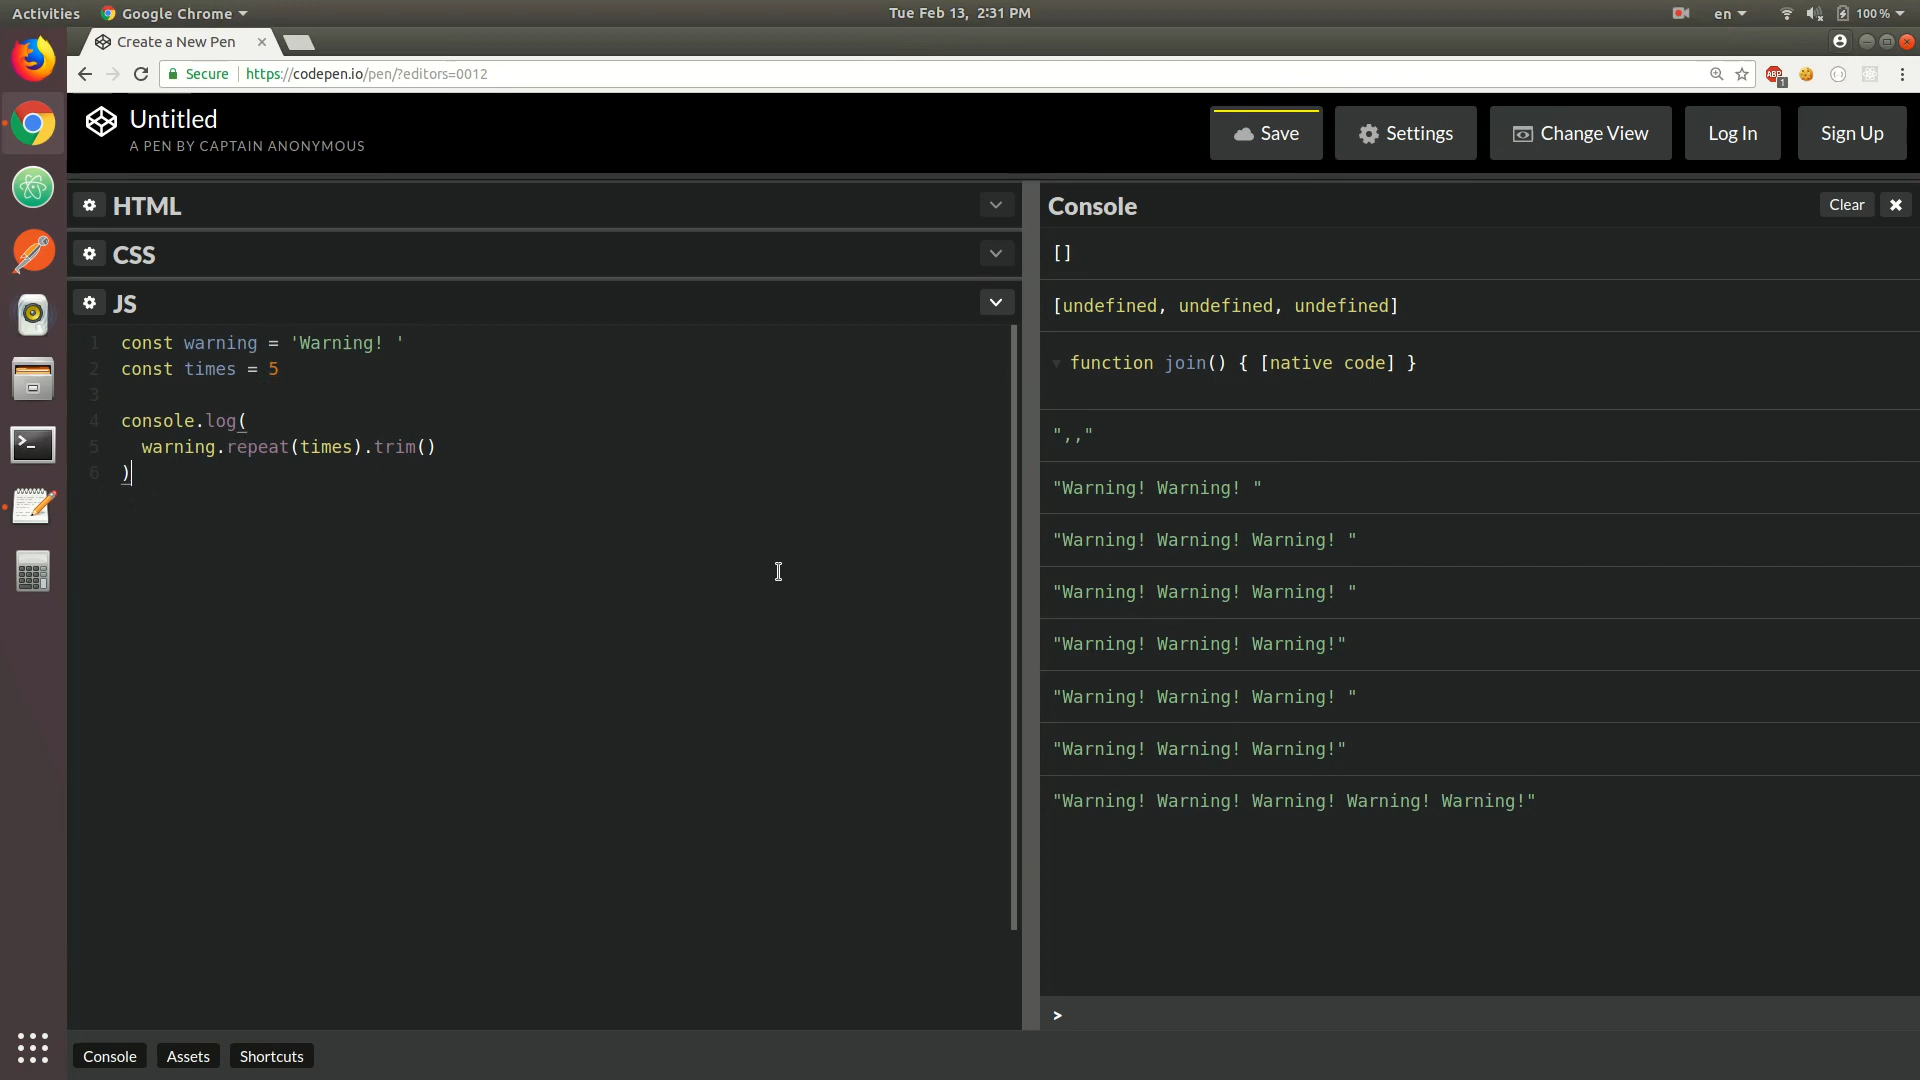 Activities Google Chrome Tue Feb 13, 2:31 PM en 100 %
Create a New Pen
Secure https://codepen.io/pen/?editors=0012 ABP 1
Untitled
A PEN BY CAPTAIN ANONYMOUS
Save Settings Change View Log In Sign Up
HTML
CSS
JS
1 const warning = 'Warning! '
2 const times = 5
3
4 console.log(
5 warning.repeat(times).trim()
6 )
Console Clear
[]
[undefined, undefined, undefined]
function join() { [native code] }
",,"
"Warning! Warning! "
"Warning! Warning! Warning! "
"Warning! Warning! Warning! "
"Warning! Warning! Warning!"
"Warning! Warning! Warning! "
"Warning! Warning! Warning!"
"Warning! Warning! Warning! Warning! Warning!"
>
Console Assets Shortcuts